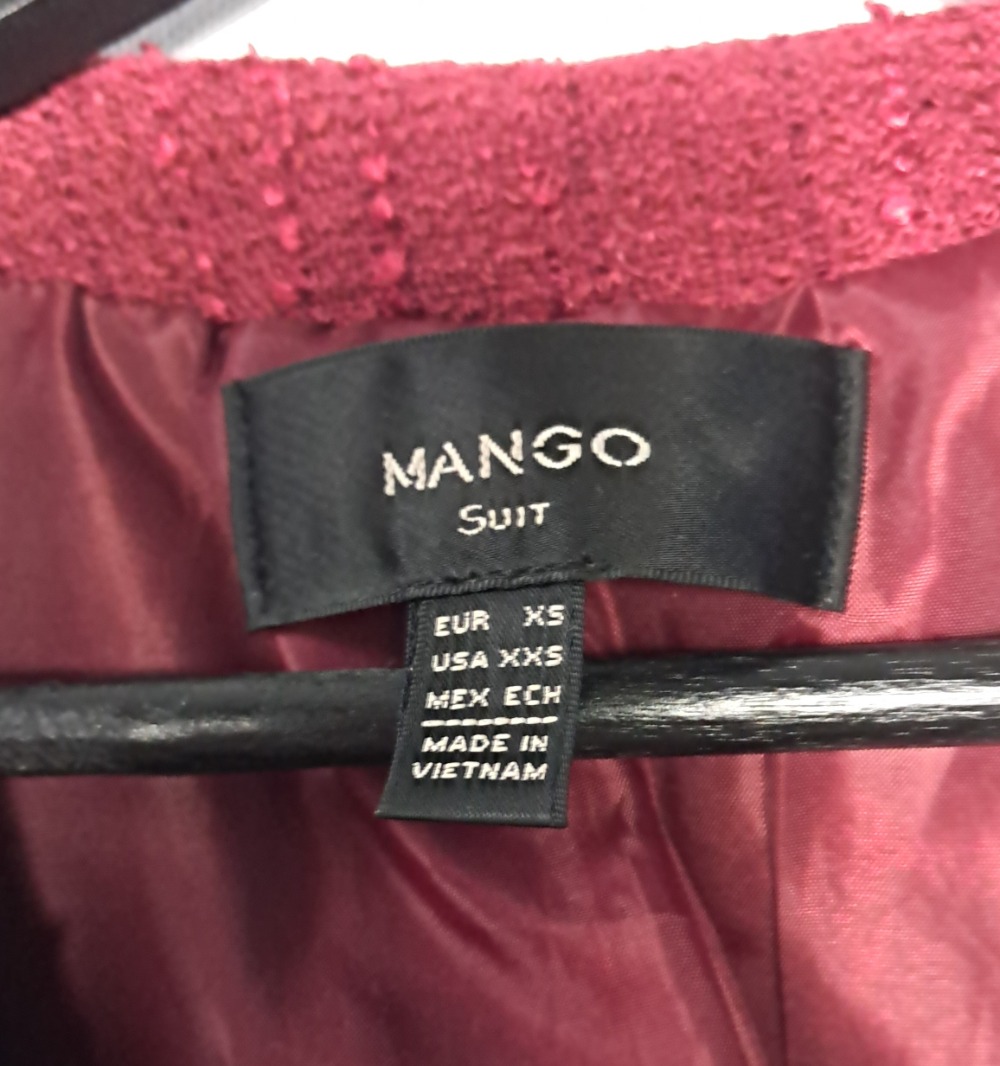 MANGO
SUIT
EUR XS
USA XXS
MEX ECH
MADE IN
VIETNAM